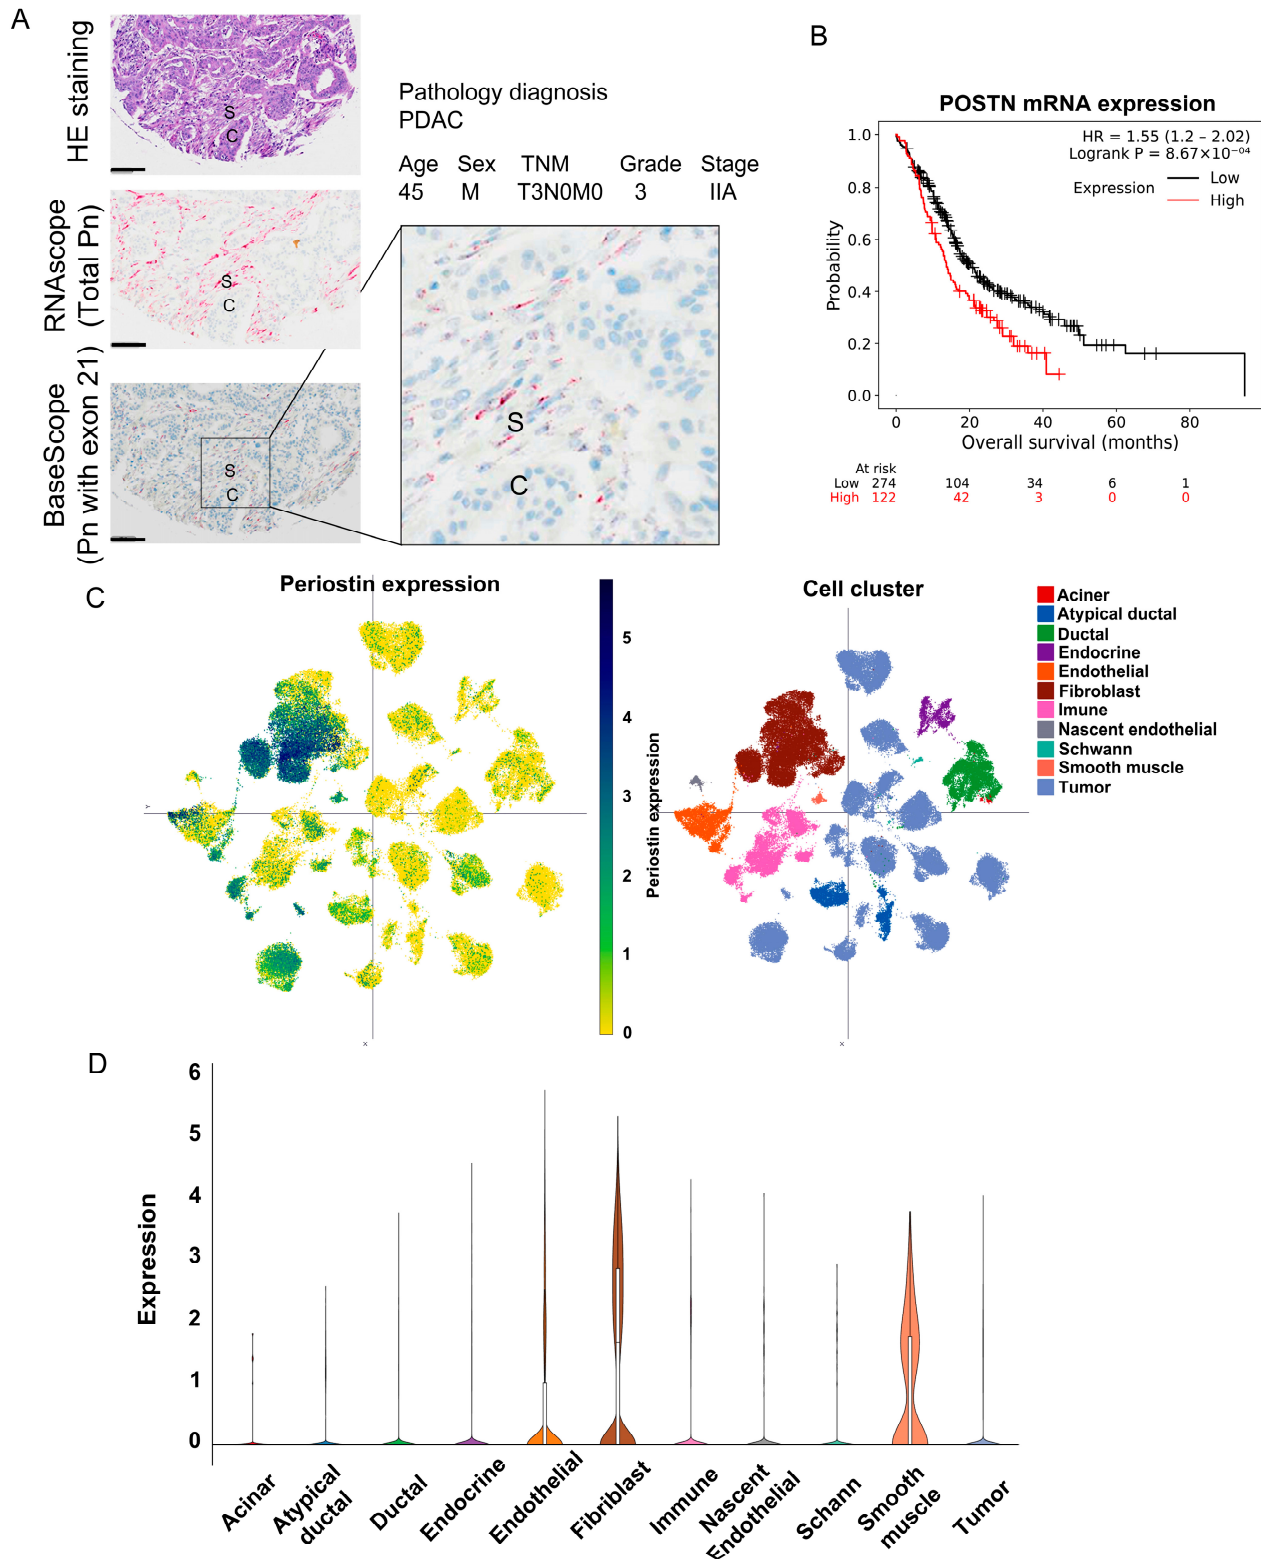 A
HE staining
S
C
RNAscope
(Total Pn)
S
C
BaseScope
(Pn with exon 21)
S
C
Pathology diagnosis
PDAC
Age Sex TNM Grade Stage
45 M T3N0M0 3 IIA
S
C
B
POSTN mRNA expression
HR = 1.55 (1.2 – 2.02)
Logrank P = 8.67×10⁻⁰⁴
Expression
Low
High
Probability
1.0
0.8
0.6
0.4
0.2
0.0
0 20 40 60 80
Overall survival (months)
At risk
Low 274 104 34 6 1
High 122 42 3 0 0
C
Periostin expression
Y
X
5
4
3
2
1
0
Periostin expression
Cell cluster
X
Aciner
Atypical ductal
Ductal
Endocrine
Endothelial
Fibroblast
Imune
Nascent endothelial
Schwann
Smooth muscle
Tumor
D
Expression
6
5
4
3
2
1
0
Acinar
Atypical
ductal
Ductal
Endocrine
Endothelial
Fibriblast
Immune
Nascent
Endothelial
Schann
Smooth
muscle
Tumor